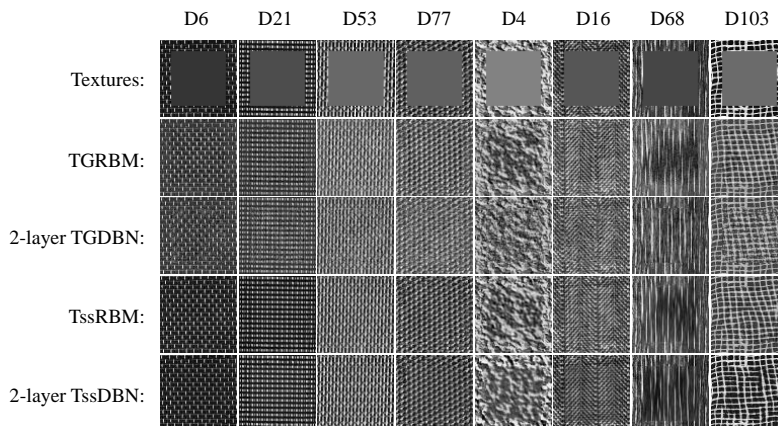 D6 D21 D53 D77 D4 D16 D68 D103
Textures:
TGRBM:
2-layer TGDBN:
TssRBM:
2-layer TssDBN: